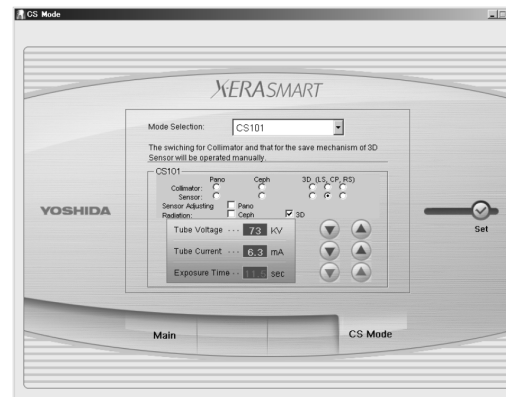 CS Mode
XERASMART
Mode Selection: CS101
The swiching for Collimator and that for the save mechanism of 3D
Sensor will be operated manually.
CS101
Pano Ceph 3D (LS, CP, RS)
Collimator:
Sensor:
Sensor Adjusting Pano
Radiation: Ceph 3D
Tube Voltage ··· 73 KV
Tube Current ··· 6.3 mA
Exposure Time ·· 11.5 sec
YOSHIDA
Set
Main
CS Mode